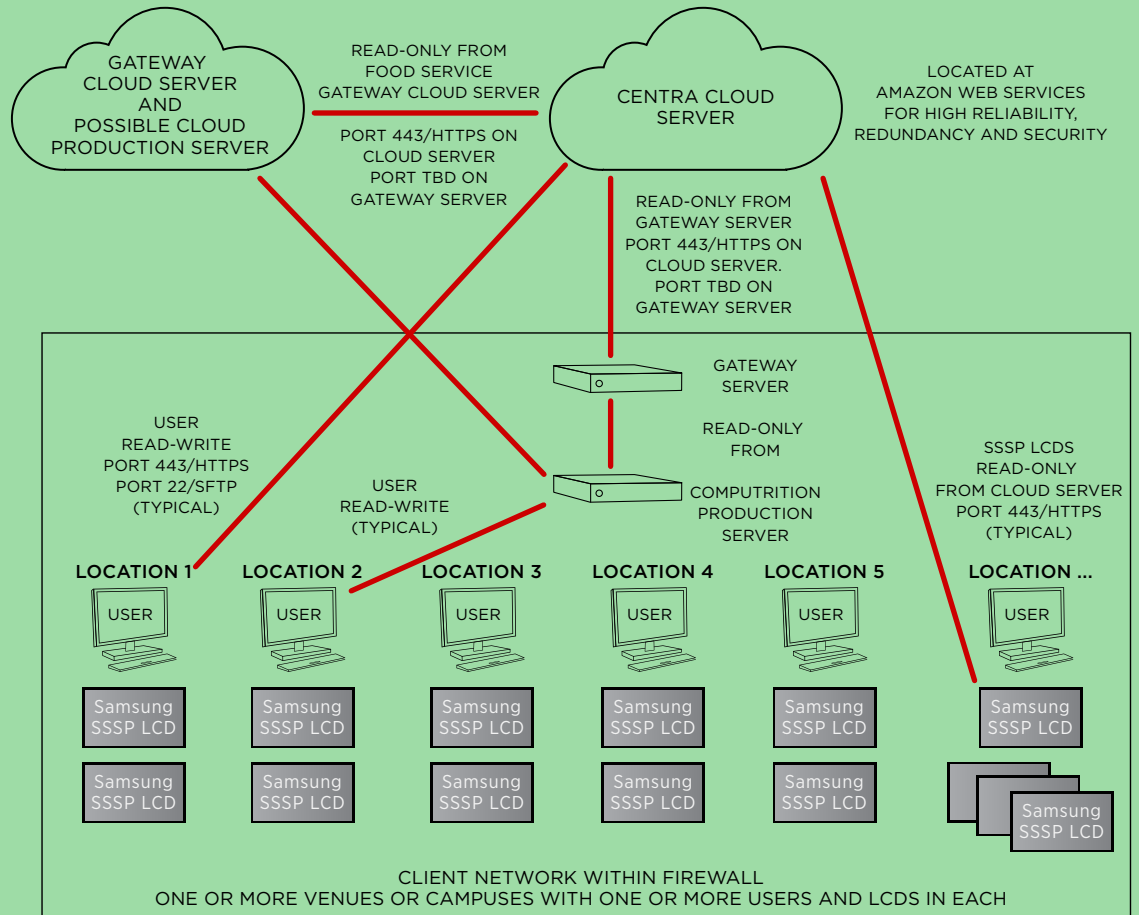 GATEWAY
CLOUD SERVER
AND
POSSIBLE CLOUD
PRODUCTION SERVER
READ-ONLY FROM
FOOD SERVICE
GATEWAY CLOUD SERVER
PORT 443/HTTPS ON
CLOUD SERVER
PORT TBD ON
GATEWAY SERVER
CENTRA CLOUD
SERVER
LOCATED AT
AMAZON WEB SERVICES
FOR HIGH RELIABILITY,
REDUNDANCY AND SECURITY
READ-ONLY FROM
GATEWAY SERVER
PORT 443/HTTPS ON
CLOUD SERVER.
PORT TBD ON
GATEWAY SERVER
GATEWAY
SERVER
READ-ONLY
FROM
COMPUTRITION
PRODUCTION
SERVER
USER
READ-WRITE
PORT 443/HTTPS
PORT 22/SFTP
(TYPICAL)
USER
READ-WRITE
(TYPICAL)
SSSP LCDS
READ-ONLY
FROM CLOUD SERVER
PORT 443/HTTPS
(TYPICAL)
LOCATION 1
LOCATION 2
LOCATION 3
LOCATION 4
LOCATION 5
LOCATION ...
USER
USER
USER
USER
USER
USER
Samsung
SSSP LCD
Samsung
SSSP LCD
Samsung
SSSP LCD
Samsung
SSSP LCD
Samsung
SSSP LCD
Samsung
SSSP LCD
Samsung
SSSP LCD
Samsung
SSSP LCD
Samsung
SSSP LCD
Samsung
SSSP LCD
Samsung
SSSP LCD
Samsung
SSSP LCD
CLIENT NETWORK WITHIN FIREWALL
ONE OR MORE VENUES OR CAMPUSES WITH ONE OR MORE USERS AND LCDS IN EACH